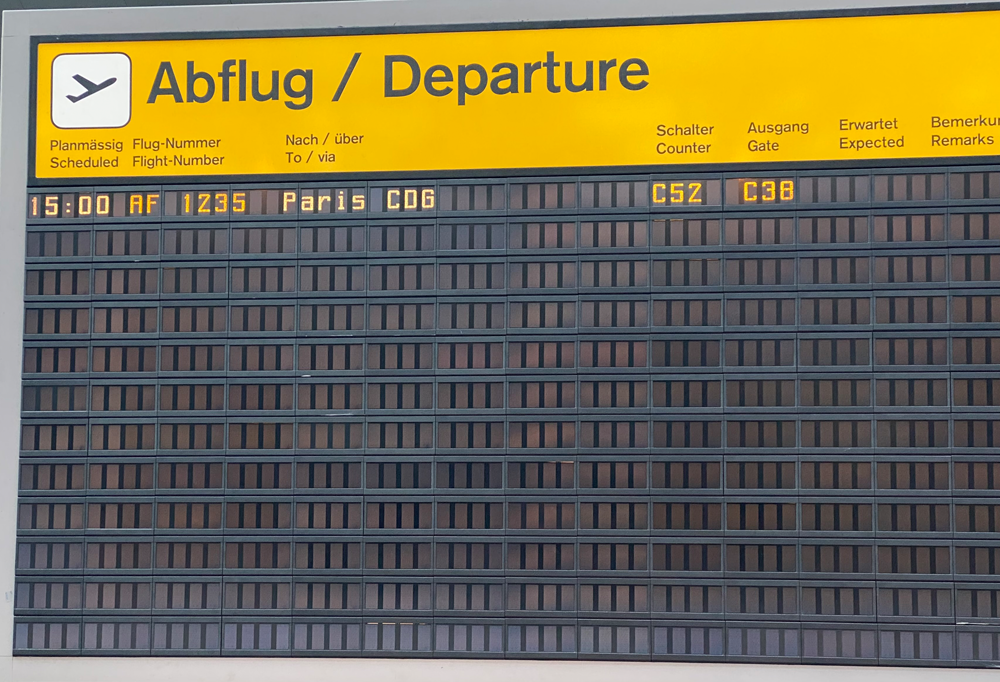 Abflug / Departure
Planmässig Flug-Nummer Nach / über Schalter Ausgang Erwartet
Scheduled Flight-Number To / via Counter Gate Expected Remarks
15:00 AF 1235 Paris CDG C52 C38